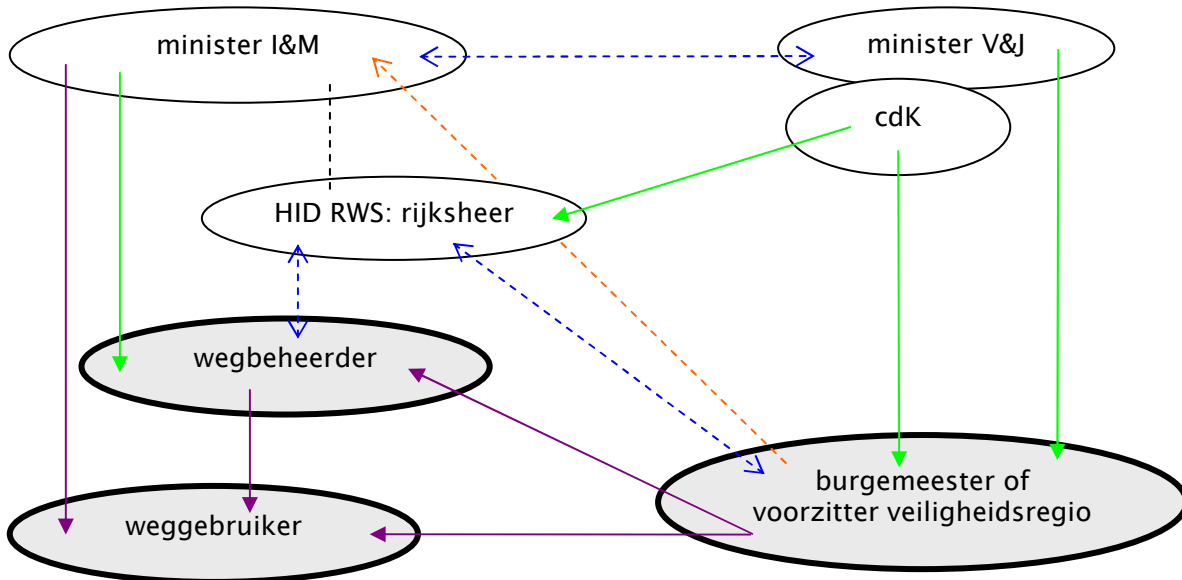 minister I&M
minister V&J
cdK
HID RWS: rijksheer
wegbeheerder
burgemeester of
voorzitter veiligheidsregio
weggebruiker